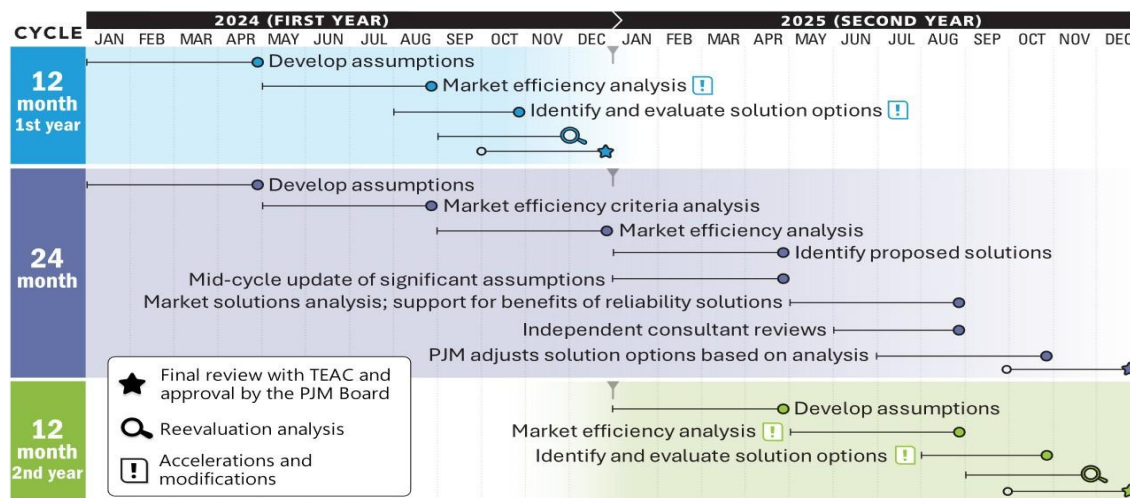 2024 (FIRST YEAR) 2025 (SECOND YEAR)
CYCLE JAN FEB MAR APR MAY JUN JUL AUG SEP OCT NOV DEC JAN FEB MAR APR MAY JUN JUL AUG SEP OCT NOV DEC
12
month
1st year
Develop assumptions
Market efficiency analysis !
Identify and evaluate solution options !
24
month
Develop assumptions
Market efficiency criteria analysis
Market efficiency analysis
Identify proposed solutions
Mid-cycle update of significant assumptions
Market solutions analysis; support for benefits of reliability solutions
Independent consultant reviews
PJM adjusts solution options based on analysis
Final review with TEAC and
approval by the PJM Board
Reevaluation analysis
! Accelerations and
modifications
12
month
2nd year
Develop assumptions
Market efficiency analysis !
Identify and evaluate solution options !